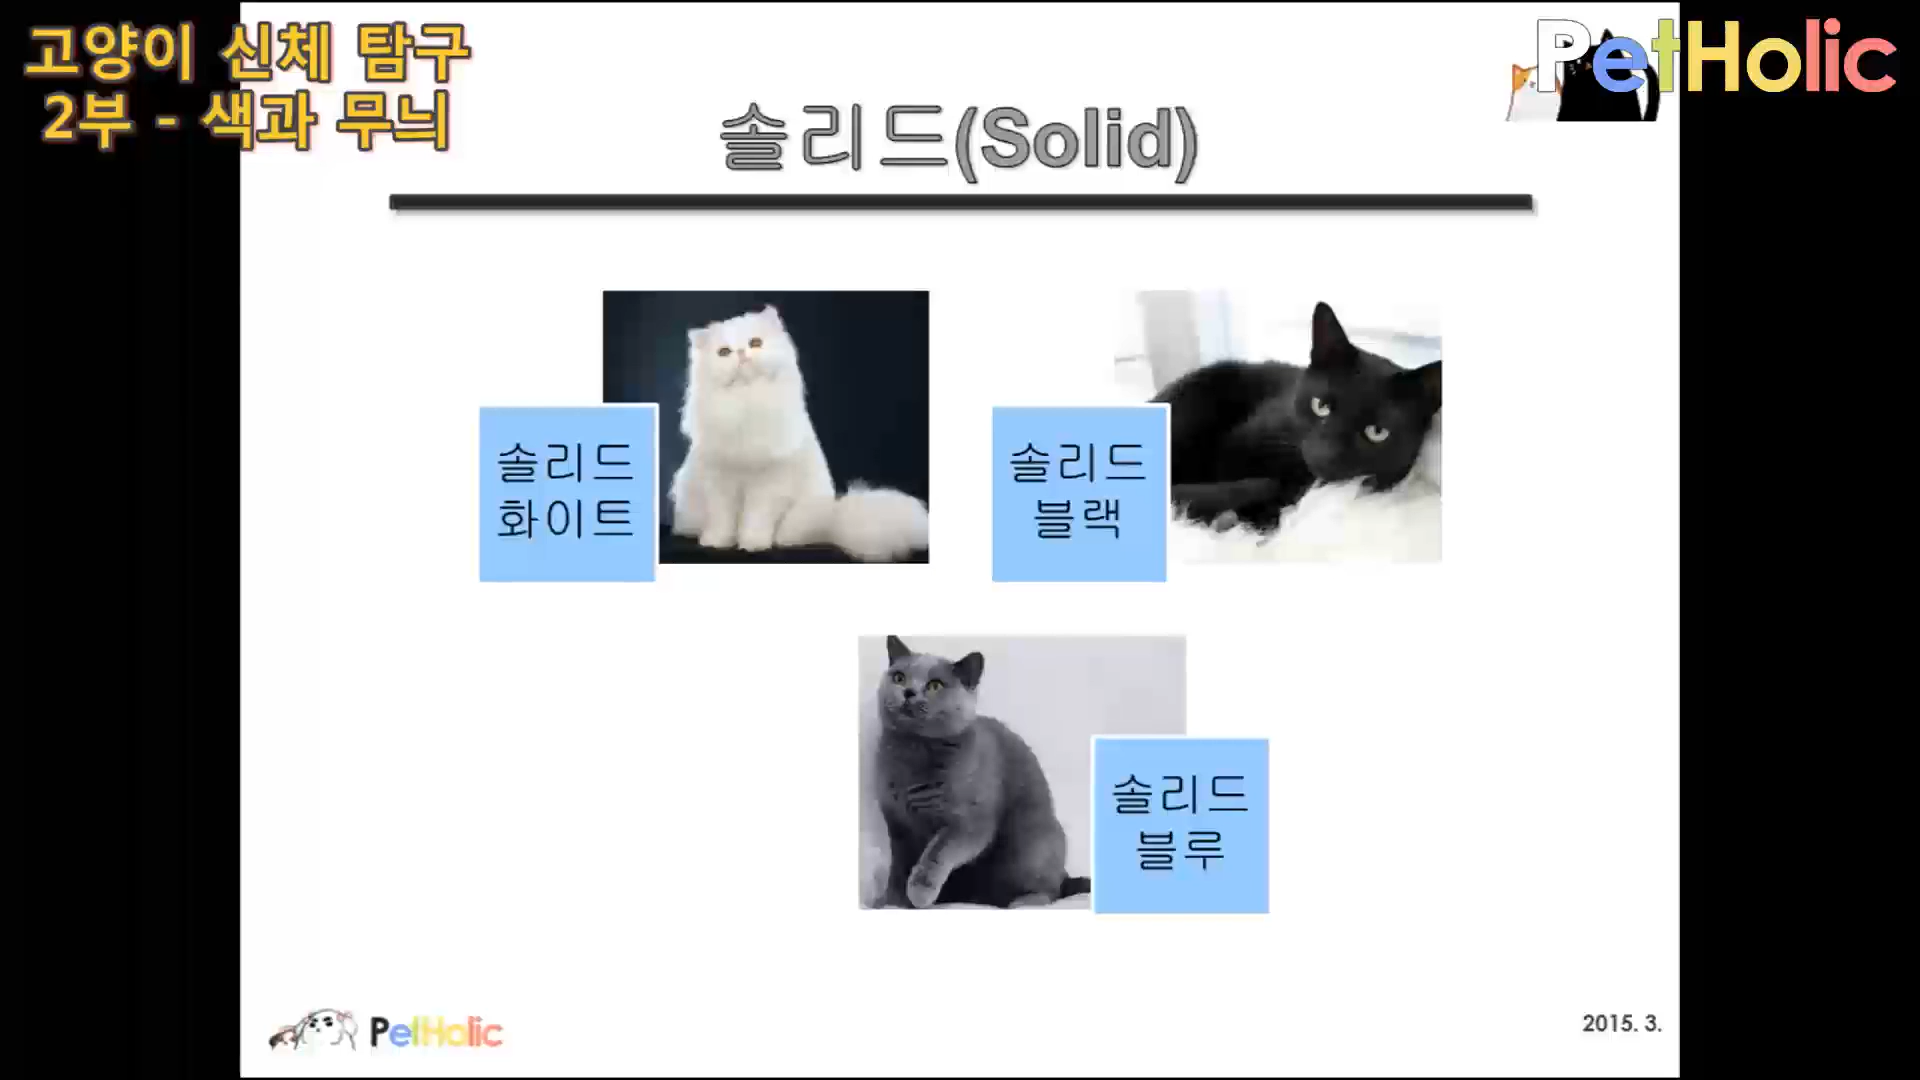 고양이 신체 탐구
2부 - 색과 무늬
PetHolic
솔리드(Solid)
솔리드
화이트
솔리드
블랙
솔리드
블루
PetHolic
2015. 3.